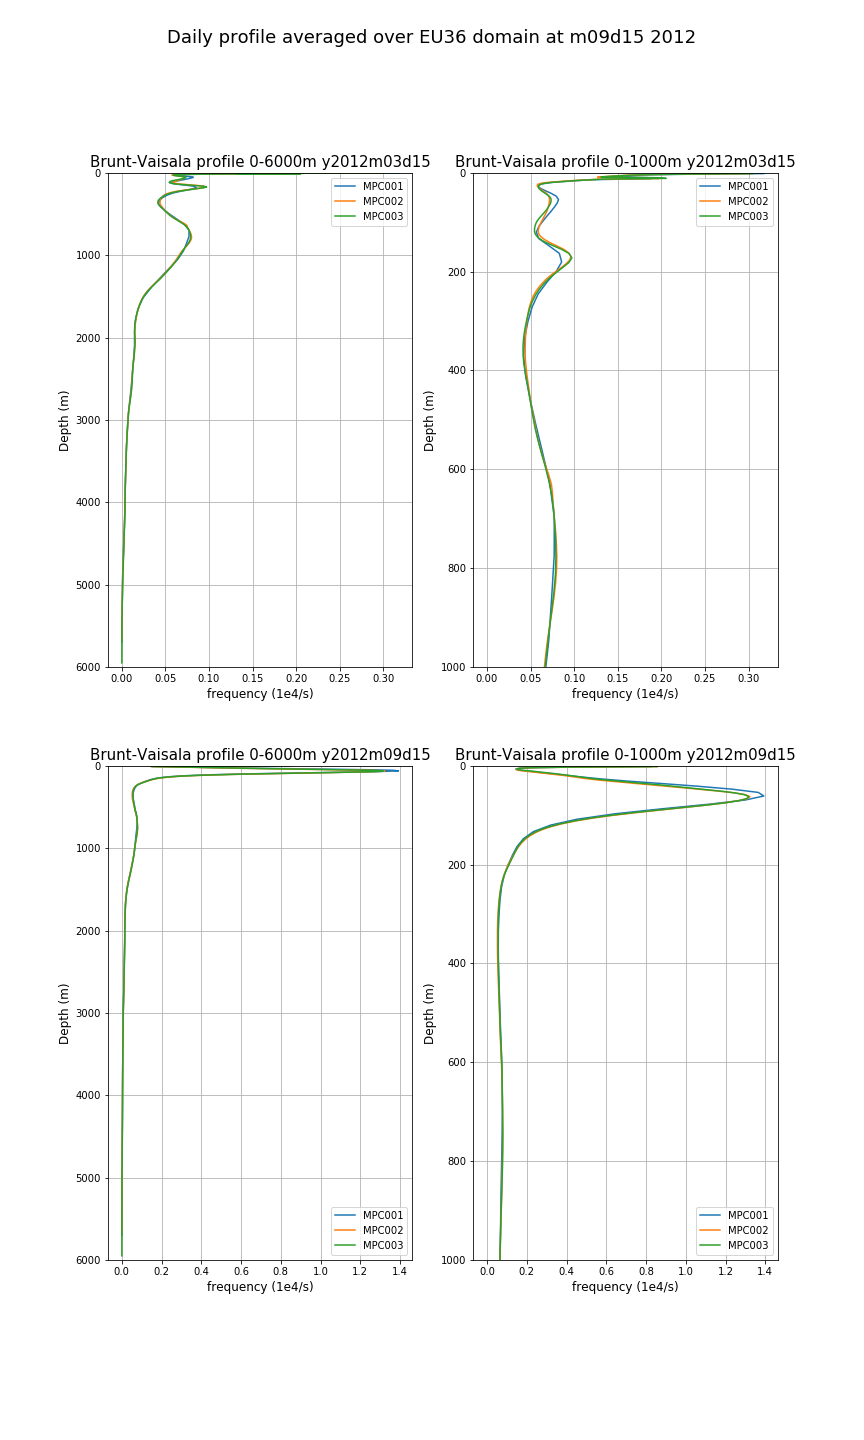 Daily profile averaged over EU36 domain at m09d15 2012
Brunt-Vaisala profile 0-6000m y2012m03d15
0
1000
2000
3000
4000
5000
6000
Depth (m)
MPC001
MPC002
MPC003
0.00 0.05 0.10 0.15 0.20 0.25 0.30
frequency (1e4/s)
Brunt-Vaisala profile 0-1000m y2012m03d15
0
200
400
600
800
1000
Depth (m)
MPC001
MPC002
MPC003
0.00 0.05 0.10 0.15 0.20 0.25 0.30
frequency (1e4/s)
Brunt-Vaisala profile 0-6000m y2012m09d15
0
1000
2000
3000
4000
5000
6000
Depth (m)
MPC001
MPC002
MPC003
0.0 0.2 0.4 0.6 0.8 1.0 1.2 1.4
frequency (1e4/s)
Brunt-Vaisala profile 0-1000m y2012m09d15
0
200
400
600
800
1000
Depth (m)
MPC001
MPC002
MPC003
0.0 0.2 0.4 0.6 0.8 1.0 1.2 1.4
frequency (1e4/s)